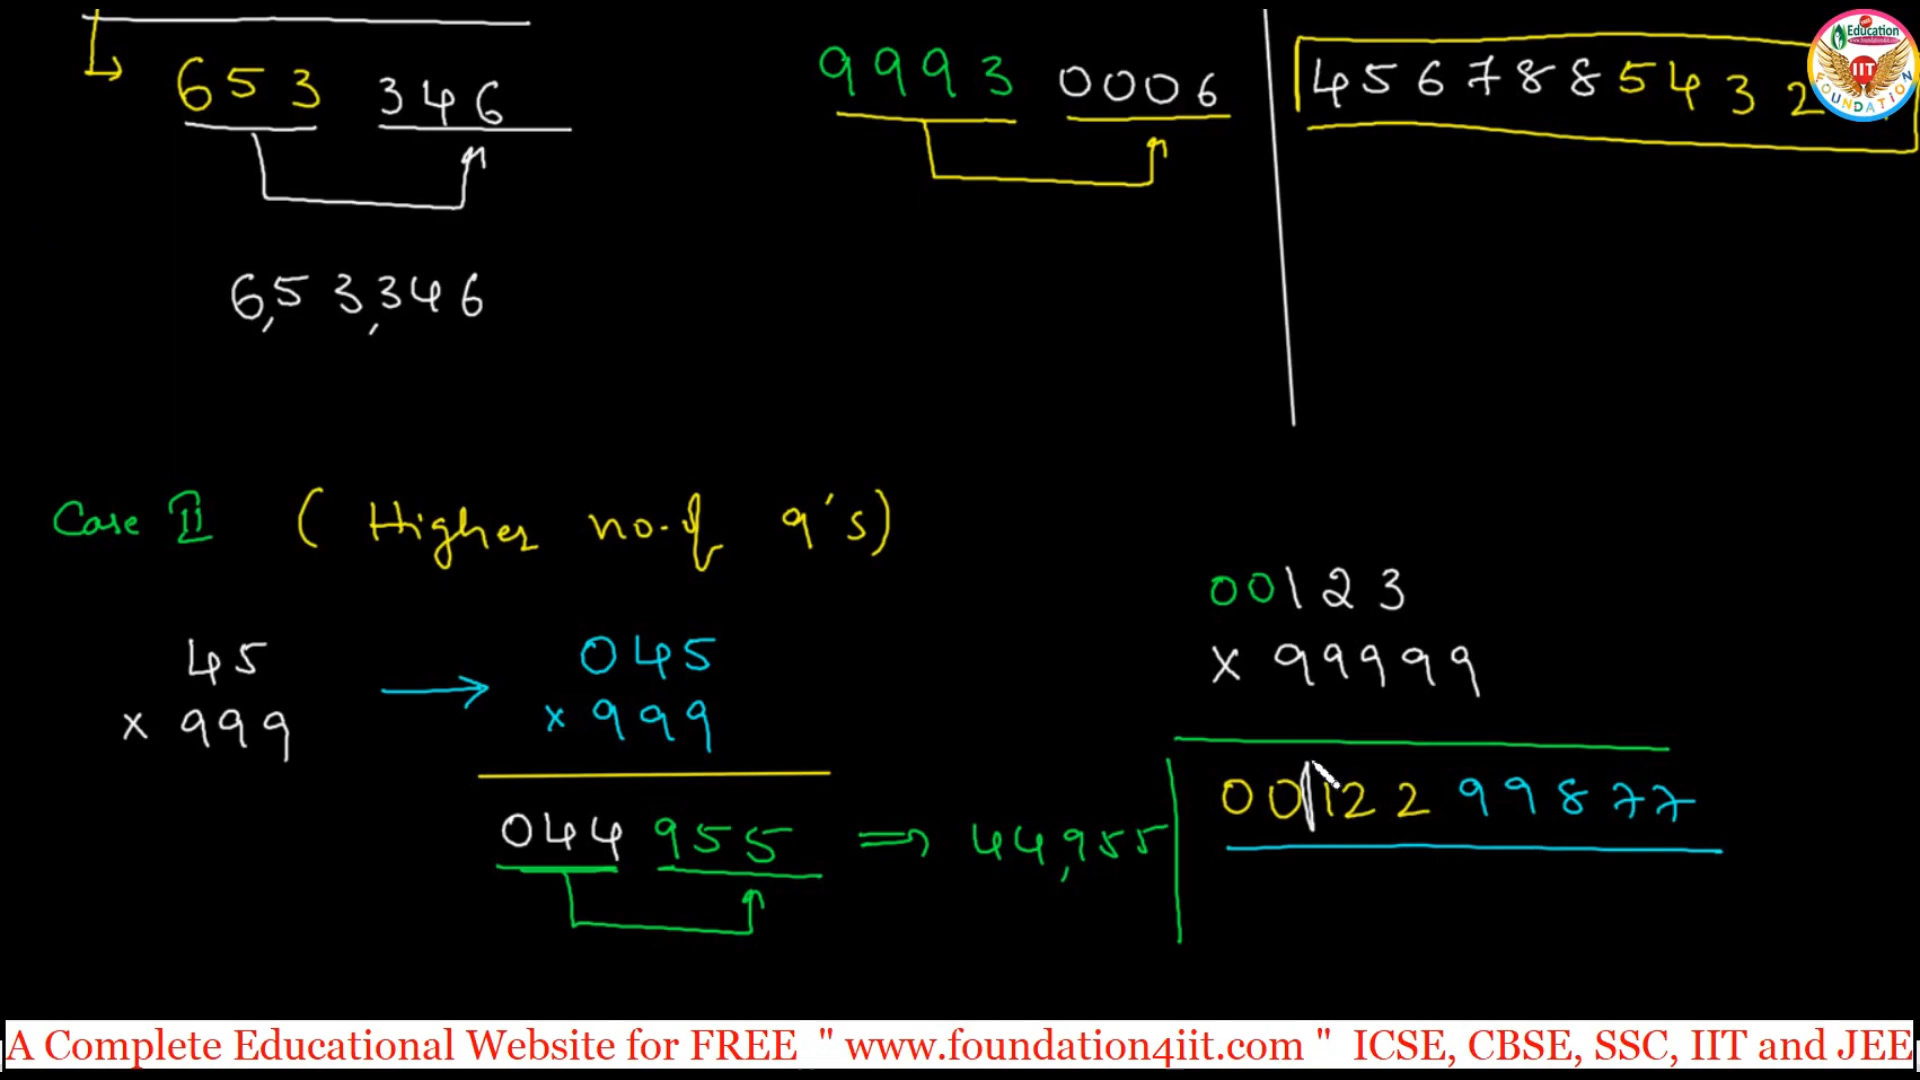 653 346
9993 0006
4567885432
Education
IIT
FOUNDATION
6,53,346
Case II ( Higher no. of 9's)
45
x 999
045
x 999
044 955 ⇒ 44,955
00123
x 99999
00122 99877
A Complete Educational Website for FREE " www.foundation4iit.com " ICSE, CBSE, SSC, IIT and JEE